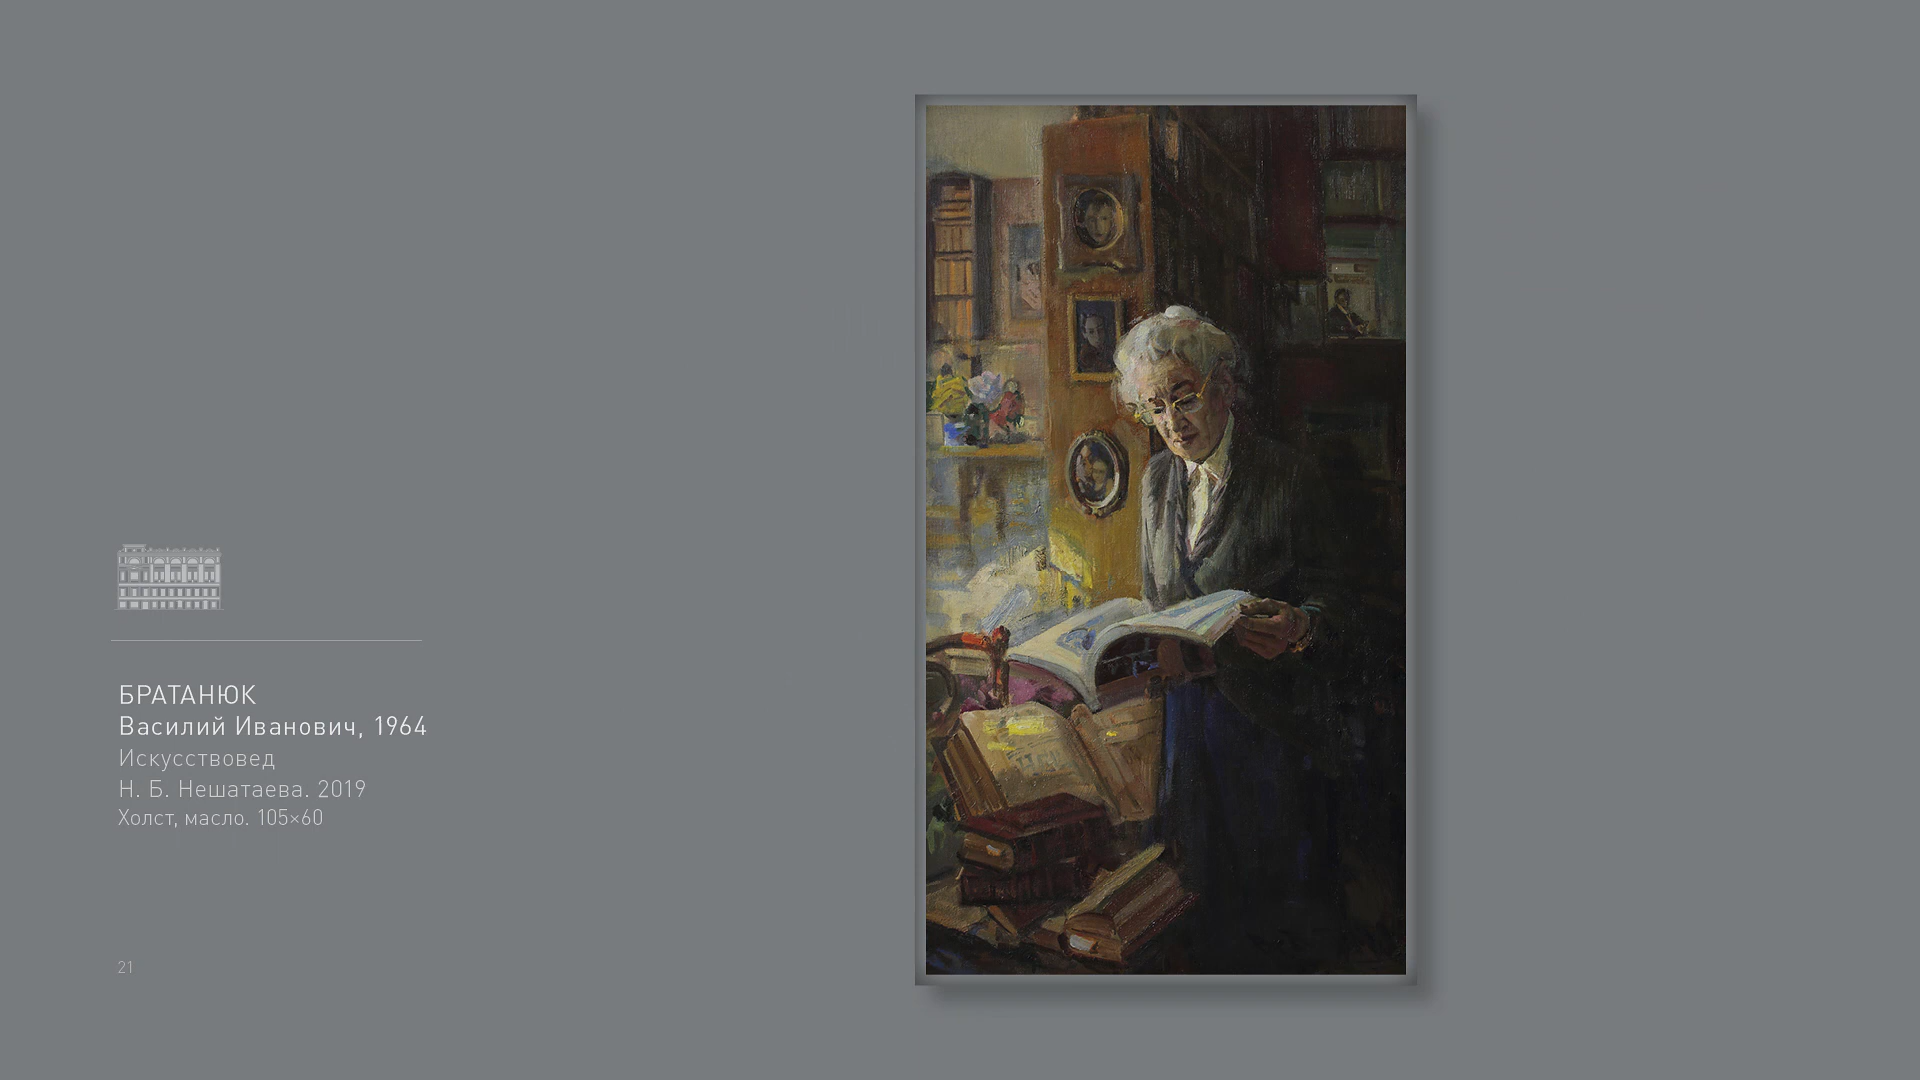 БРАТАНЮК
Василий Иванович, 1964
Искусствовед
Н. Б. Нешатаева. 2019
Холст, масло. 105×60
21